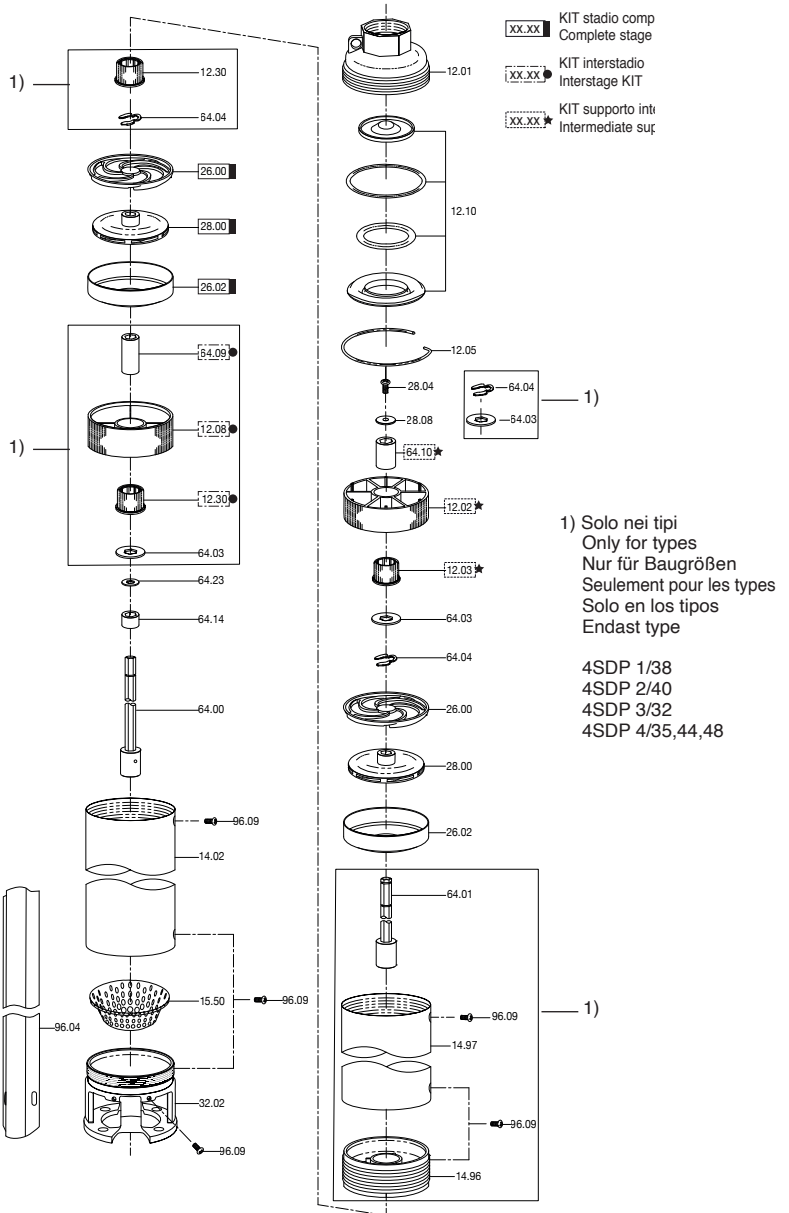 1)
12.30
64.04
26.00
28.00
26.02
1)
64.09
12.08
12.30
64.03
64.23
64.14
64.00
96.09
14.02
15.50
96.09
96.04
32.02
96.09
12.01
12.10
12.05
28.04
28.08
64.10
12.02
12.03
64.03
64.04
26.00
28.00
26.02
64.01
96.09
14.97
1)
96.09
14.96
64.04
64.03
1)
xx.xx KIT stadio comp
Complete stage
xx.xx KIT interstadio
Interstage KIT
xx.xx KIT supporto
Intermediate
1) Solo nei tipi
Only for types
Nur für Baugrößen
Seulement pour les types
Solo en los tipos
Endast type
4SDP 1/38
4SDP 2/40
4SDP 3/32
4SDP 4/35,44,48